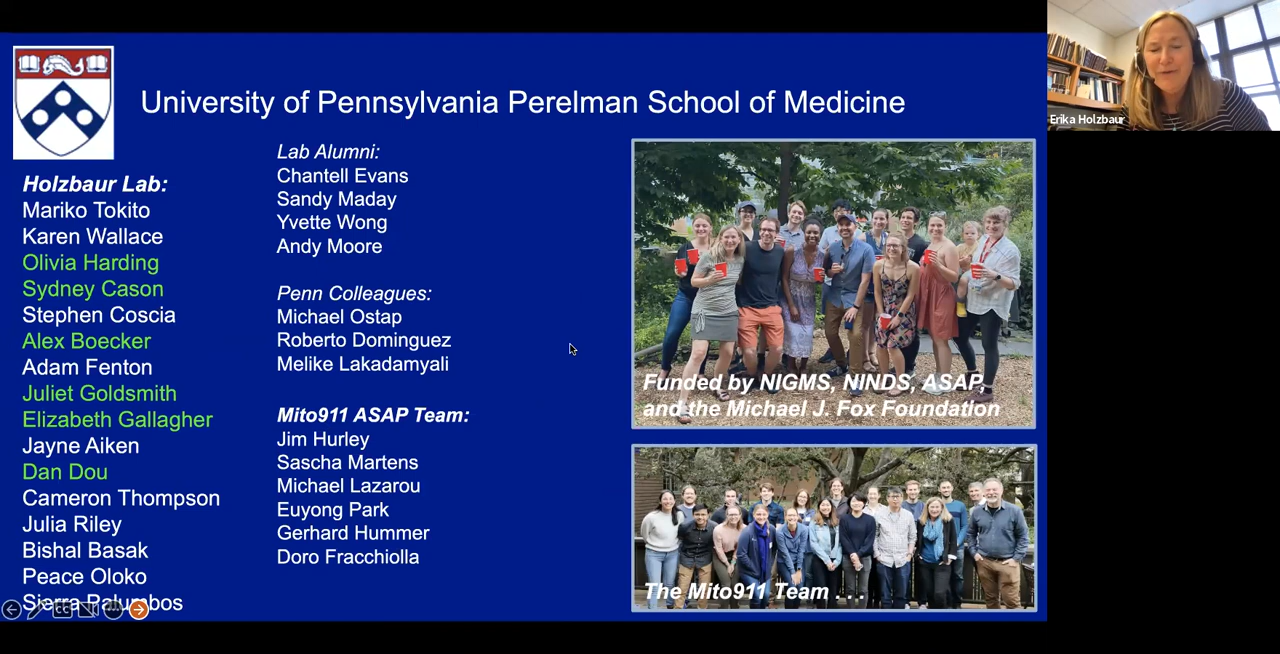 University of Pennsylvania Perelman School of Medicine
Holzbaur Lab:
Mariko Tokito
Karen Wallace
Olivia Harding
Sydney Cason
Stephen Coscia
Alex Boecker
Adam Fenton
Juliet Goldsmith
Elizabeth Gallagher
Jayne Aiken
Dan Dou
Cameron Thompson
Julia Riley
Bishal Basak
Peace Oloko
Sierra Palumbos
CC
Lab Alumni:
Chantell Evans
Sandy Maday
Yvette Wong
Andy Moore
Penn Colleagues:
Michael Ostap
Roberto Dominguez
Melike Lakadamyali
Mito911 ASAP Team:
Jim Hurley
Sascha Martens
Michael Lazarou
Euyong Park
Gerhard Hummer
Doro Fracchiolla
Funded by NIGMS, NINDS, ASAP,
and the Michael J. Fox Foundation
The Mito911 Team . . .
Erika Holzbaur